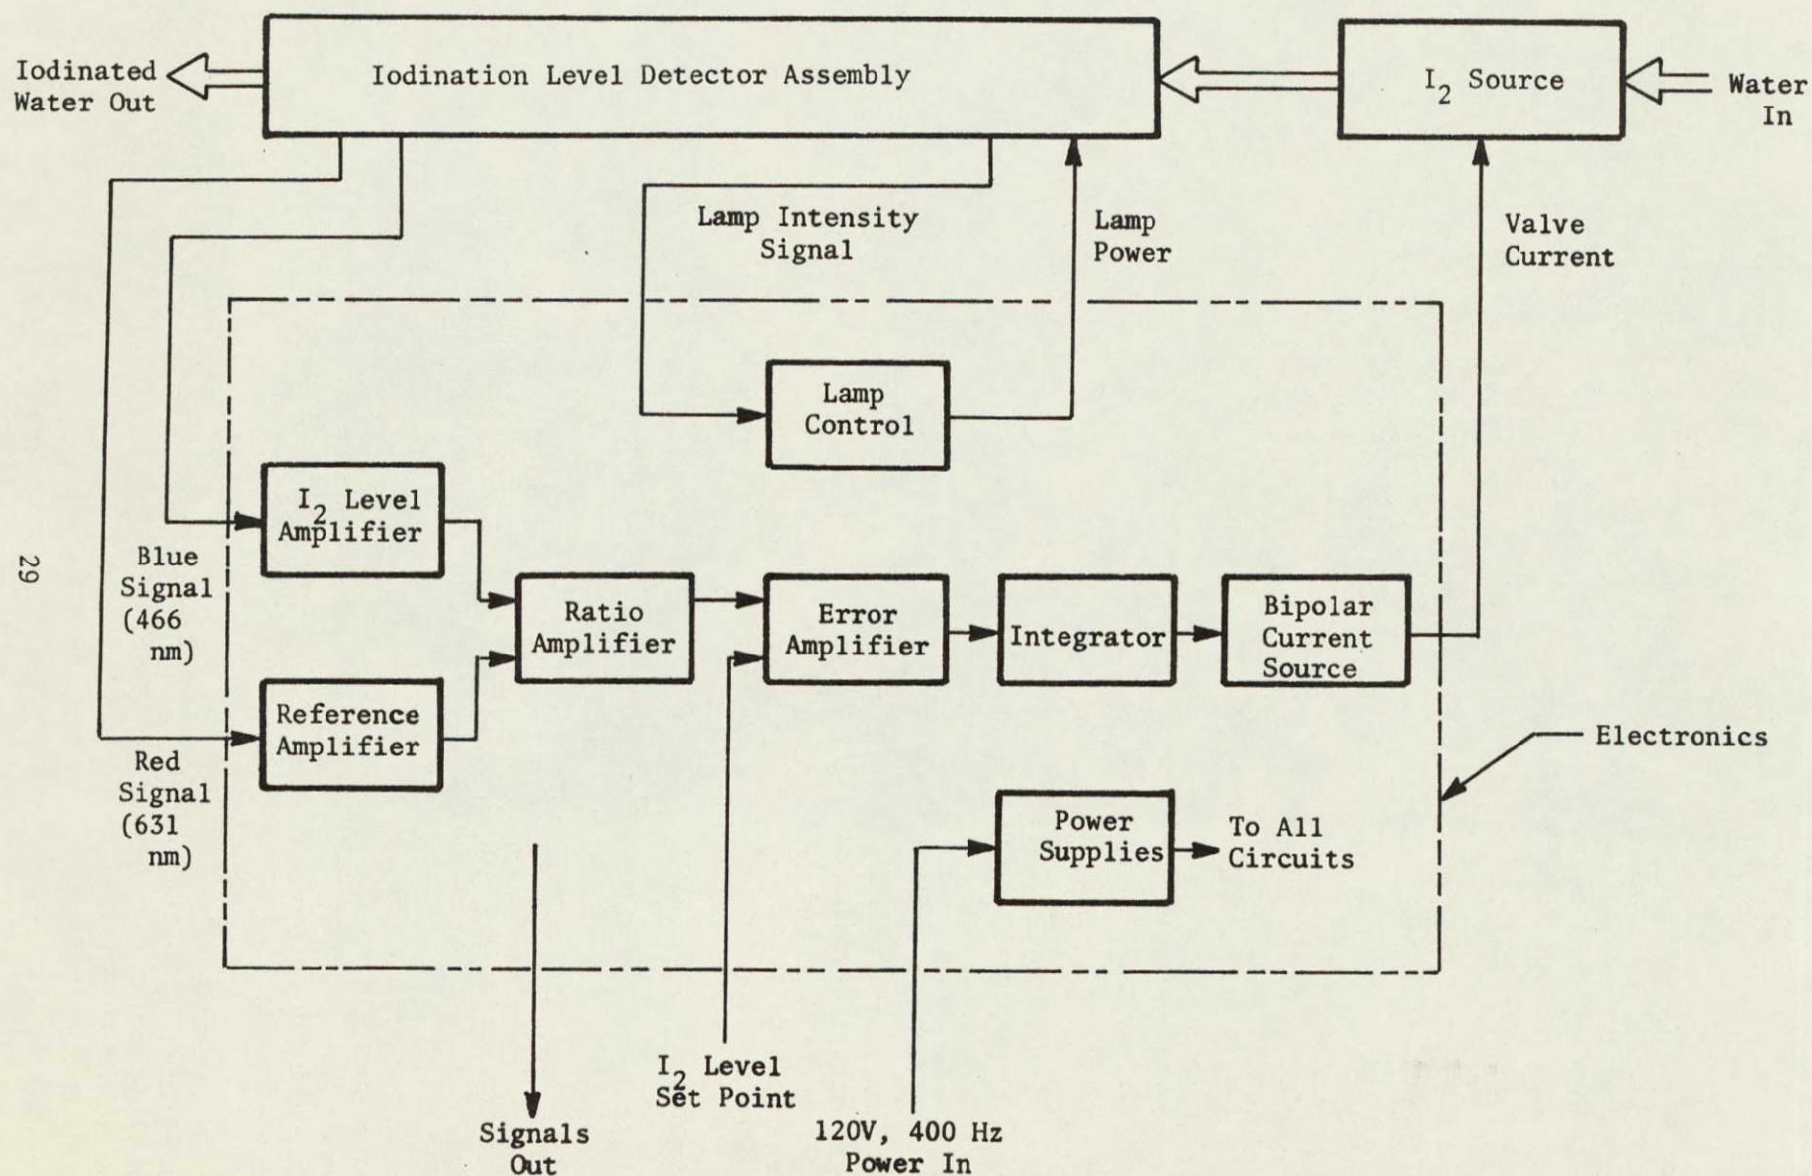 Iodinated
Water Out
Iodination Level Detector Assembly
I2 Source
Water
In
Lamp Intensity
Signal
Lamp
Power
Valve
Current
Lamp
Control
I2 Level
Amplifier
Blue
Signal
(466
nm)
Ratio
Amplifier
Error
Amplifier
Integrator
Bipolar
Current
Source
Reference
Amplifier
Red
Signal
(631
nm)
Electronics
Power
Supplies
To All
Circuits
I2 Level
Set Point
Signals
Out
120V, 400 Hz
Power In
29